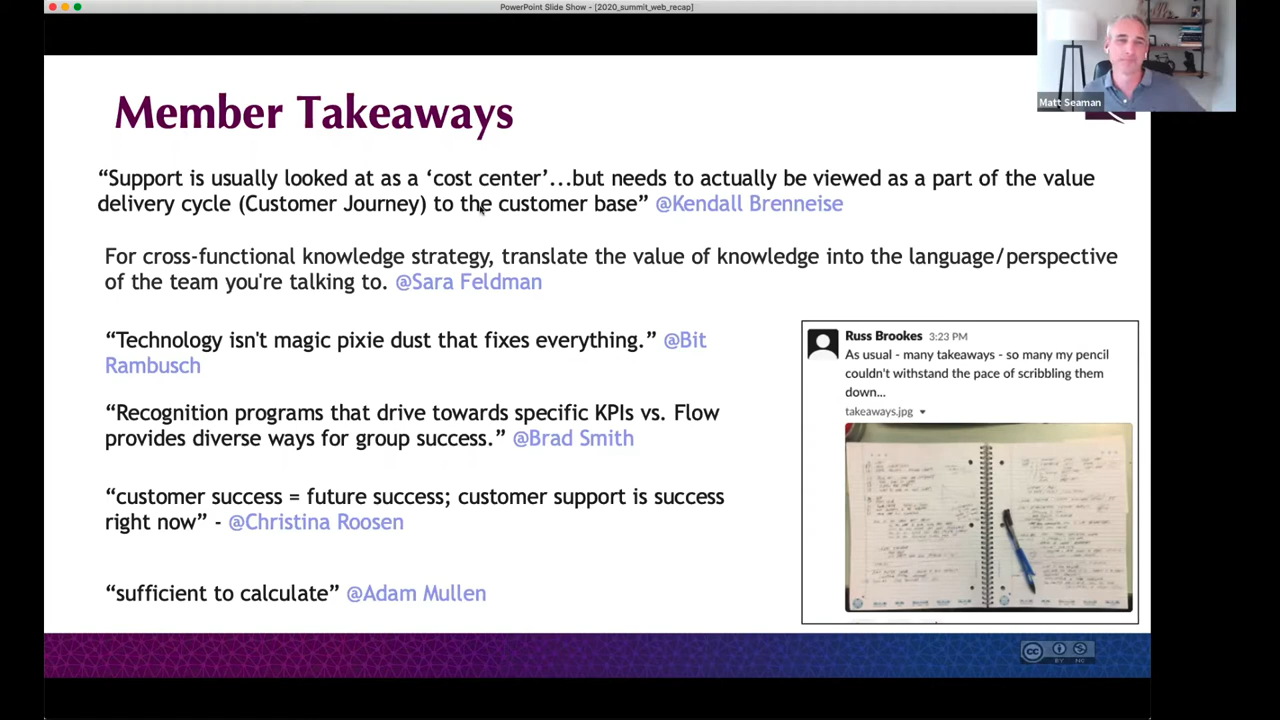 PowerPoint Slide Show - [2020_summit_web_recap]
Matt Seaman
Member Takeaways
“Support is usually looked at as a ‘cost center’...but needs to actually be viewed as a part of the value
delivery cycle (Customer Journey) to the customer base” @Kendall Brenneise
For cross-functional knowledge strategy, translate the value of knowledge into the language/perspective
of the team you're talking to. @Sara Feldman
“Technology isn't magic pixie dust that fixes everything.” @Bit
Rambusch
“Recognition programs that drive towards specific KPIs vs. Flow
provides diverse ways for group success.” @Brad Smith
“customer success = future success; customer support is success
right now” - @Christina Roosen
“sufficient to calculate” @Adam Mullen
Russ Brookes 3:23 PM
As usual - many takeaways - so many my pencil
couldn't withstand the pace of scribbling them
down...
takeaways.jpg
CC
BY NC